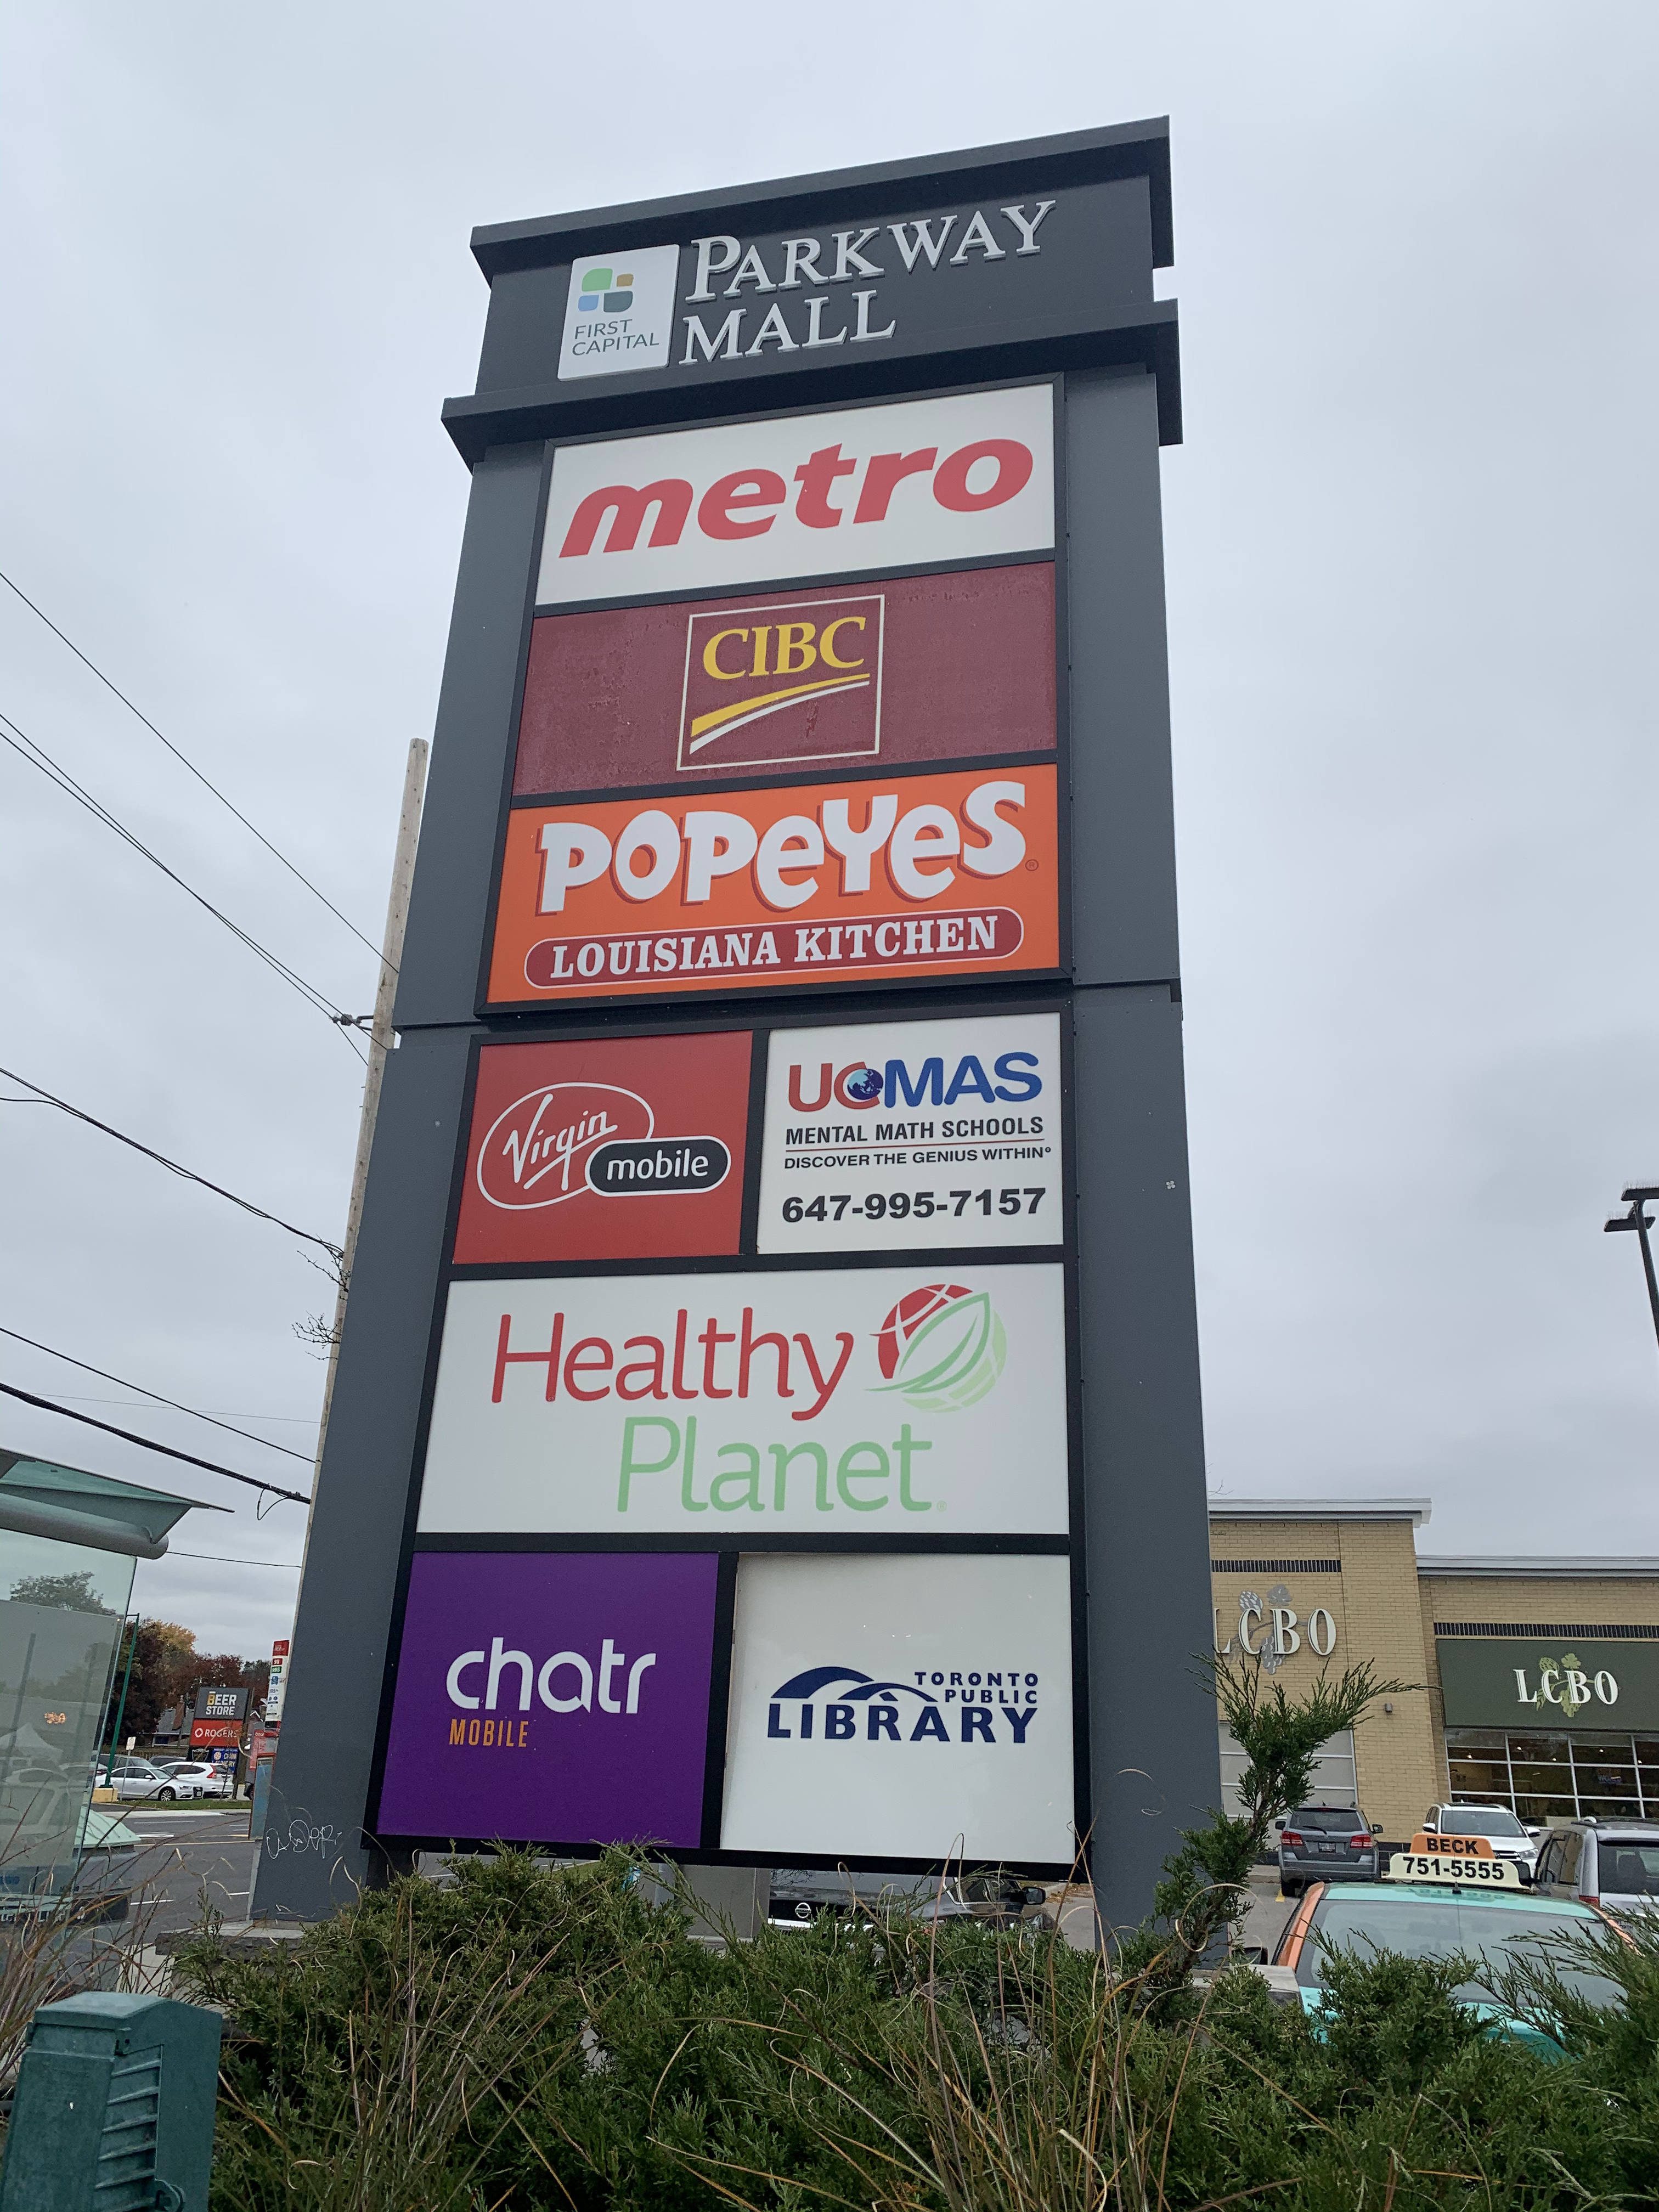 PARKWAY
MALL
FIRST
CAPITAL
metro
CIBC
POPEYES®
LOUISIANA KITCHEN
Virgin
mobile
UCMAS
MENTAL MATH SCHOOLS
DISCOVER THE GENIUS WITHIN®
647-995-7157
Healthy
Planet
chatr
MOBILE
TORONTO
PUBLIC
LIBRARY
LCBO
LCBO
BEER
STORE
ROGERS
BECK
751-5555